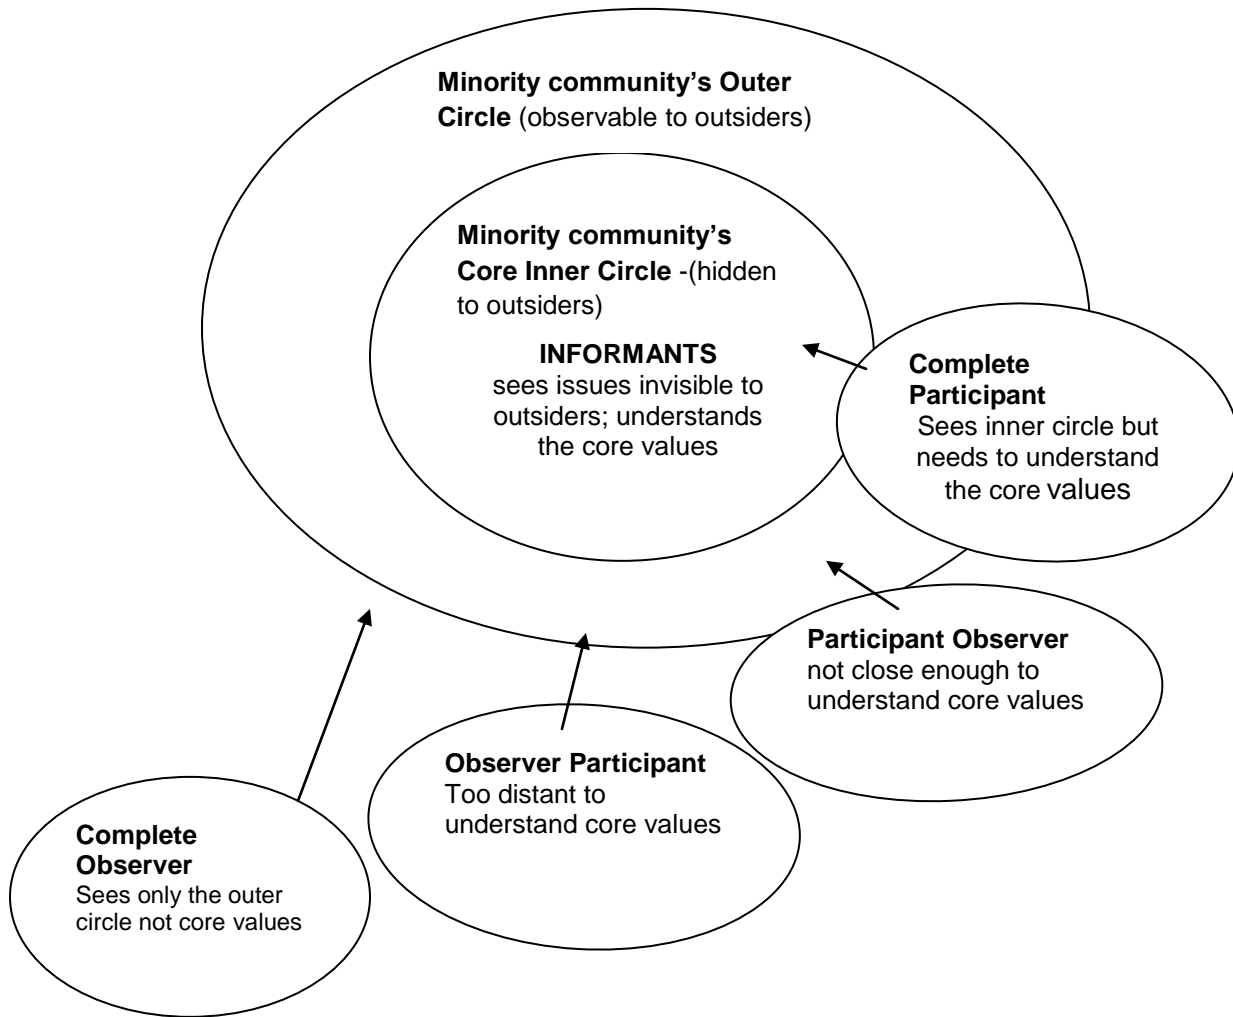 Minority community’s Outer
Circle (observable to outsiders)
Minority community’s
Core Inner Circle -(hidden
to outsiders)
INFORMANTS
sees issues invisible to
outsiders; understands
the core values
Complete
Participant
Sees inner circle but
needs to understand
the core values
Participant Observer
not close enough to
understand core values
Observer Participant
Too distant to
understand core values
Complete
Observer
Sees only the outer
circle not core values